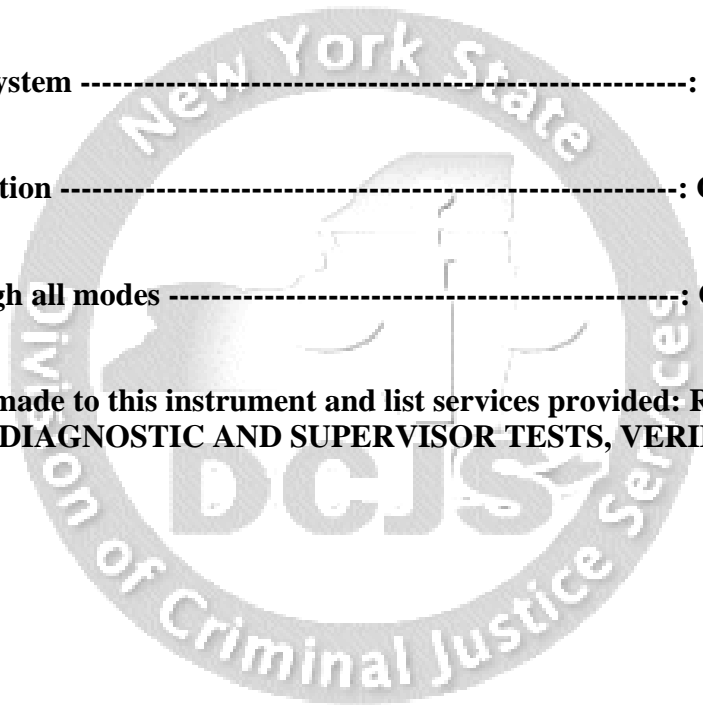 New York State
ystem -----------------------------------------------------------:
tion -----------------------------------------------------------: 
gh all modes ------------------------------------------------:
made to this instrument and list services provided:
DIAGNOSTIC AND SUPERVISOR TESTS,
DCJS
Division of Criminal Justice Services